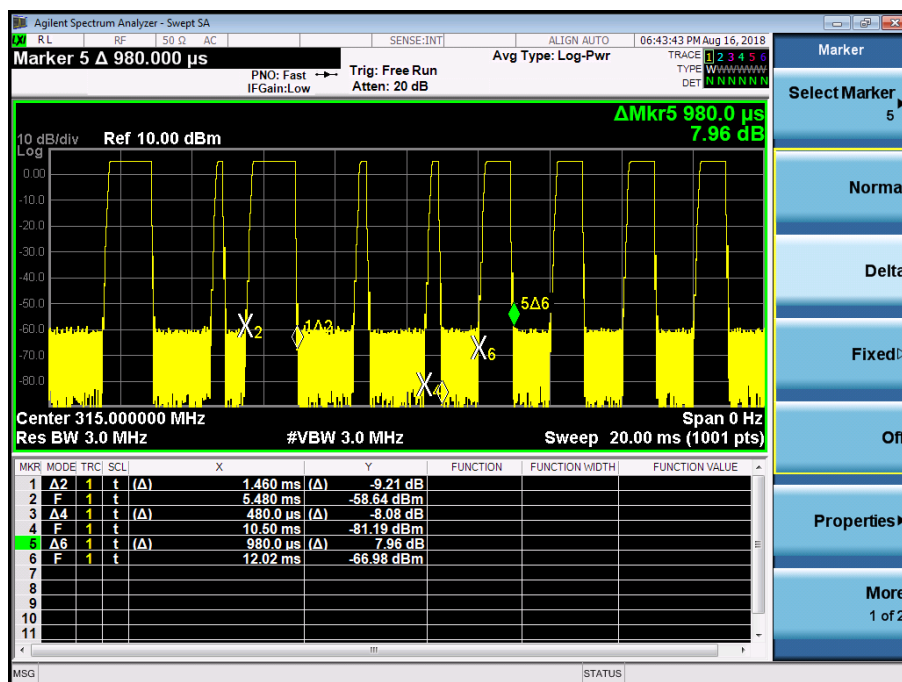 Agilent Spectrum Analyzer - Swept SA
LXI RL RF 50 Ω AC SENSE:INT ALIGN AUTO 06:43:43 PM Aug 16, 2018
Marker 5 Δ 980.000 µs
PNO: Fast
IFGain:Low
Trig: Free Run
Atten: 20 dB
Avg Type: Log-Pwr
TRACE 1 2 3 4 5 6
TYPE WWWWWW
DET N N N N N N
ΔMkr5 980.0 µs
7.96 dB
10 dB/div Ref 10.00 dBm
Log
0.00
-10.0
-20.0
-30.0
-40.0
-50.0
-60.0
-70.0
-80.0
2
1Δ2
4
6
5Δ6
Center 315.000000 MHz Span 0 Hz
Res BW 3.0 MHz #VBW 3.0 MHz Sweep 20.00 ms (1001 pts)
MKR MODE TRC SCL X Y FUNCTION FUNCTION WIDTH FUNCTION VALUE
1 Δ2 1 t (Δ) 1.460 ms (Δ) -9.21 dB
2 F 1 t 5.480 ms -58.64 dBm
3 Δ4 1 t (Δ) 480.0 µs (Δ) -8.08 dB
4 F 1 t 10.50 ms -81.19 dBm
5 Δ6 1 t (Δ) 980.0 µs (Δ) 7.96 dB
6 F 1 t 12.02 ms -66.98 dBm
7
8
9
10
11
MSG STATUS
Marker
Select Marker
5
Norma
Delta
Fixed
Of
Properties
More
1 of 2